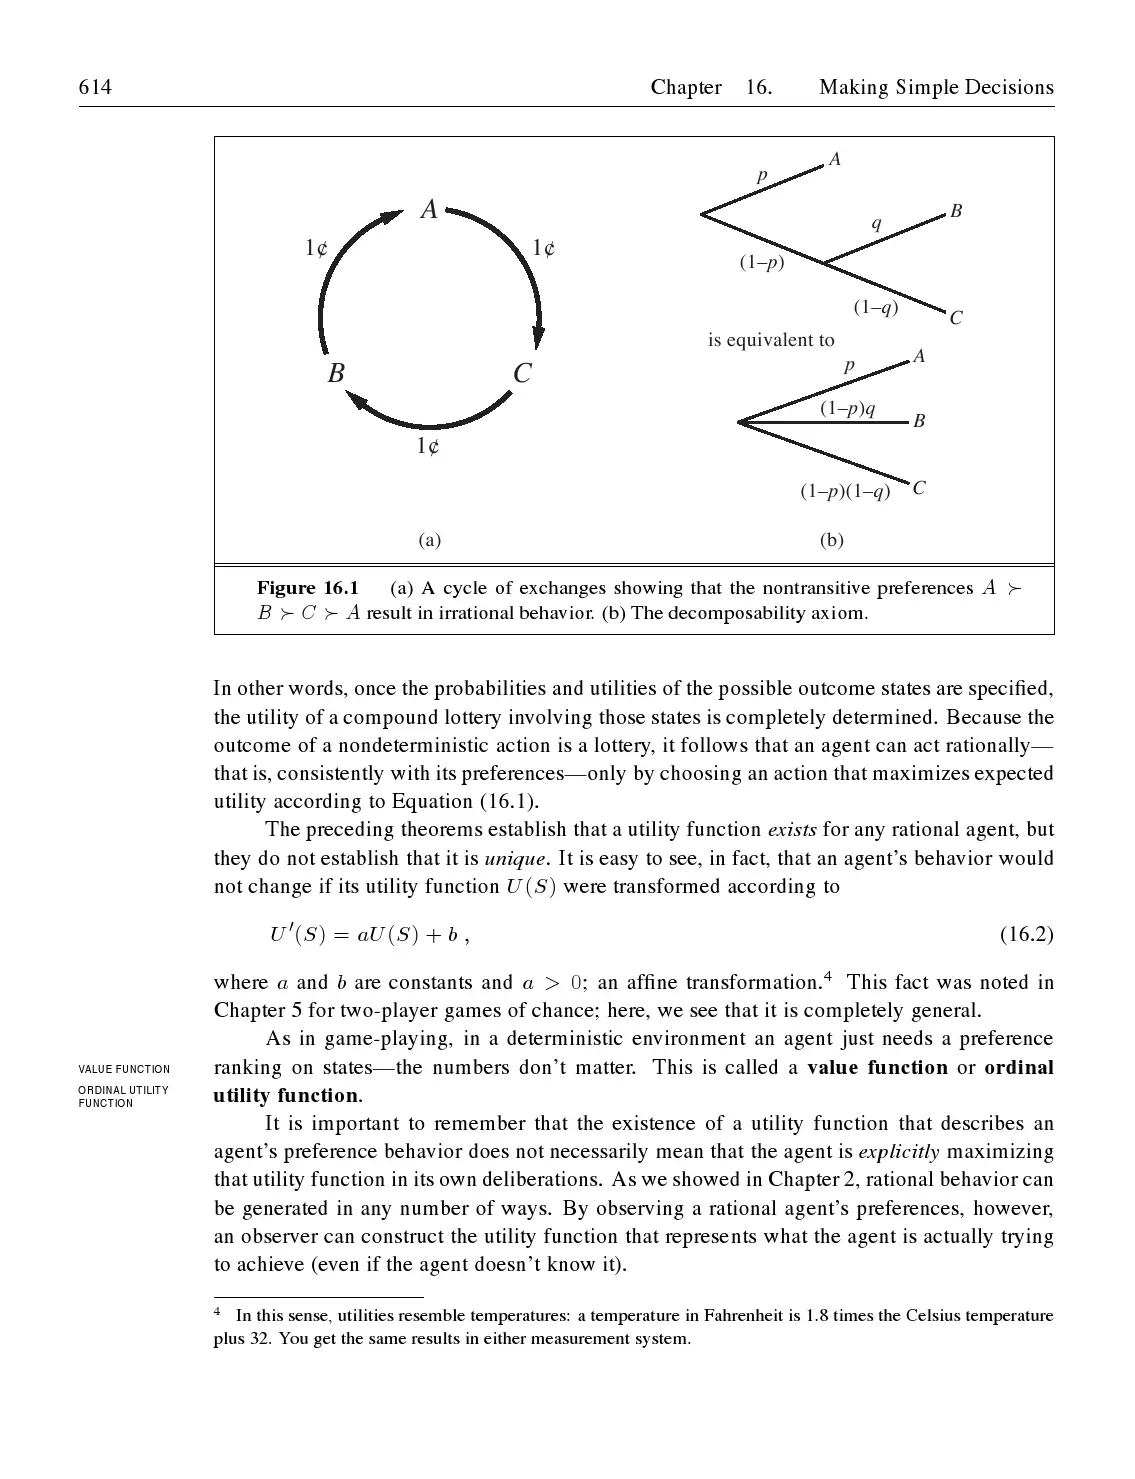 614 Chapter 16. Making Simple Decisions
A
1¢
1¢
B
C
1¢
(a)
p
A
q
B
(1–p)
(1–q)
C
is equivalent to
p
A
(1–p)q
B
(1–p)(1–q)
C
(b)
Figure 16.1 (a) A cycle of exchanges showing that the nontransitive preferences A ≻
B ≻ C ≻ A result in irrational behavior. (b) The decomposability axiom.
In other words, once the probabilities and utilities of the possible outcome states are specified,
the utility of a compound lottery involving those states is completely determined. Because the
outcome of a nondeterministic action is a lottery, it follows that an agent can act rationally—
that is, consistently with its preferences—only by choosing an action that maximizes expected
utility according to Equation (16.1).
The preceding theorems establish that a utility function exists for any rational agent, but
they do not establish that it is unique. It is easy to see, in fact, that an agent's behavior would
not change if its utility function U(S) were transformed according to
U′(S) = aU(S) + b , (16.2)
where a and b are constants and a > 0; an affine transformation.⁴ This fact was noted in
Chapter 5 for two-player games of chance; here, we see that it is completely general.
As in game-playing, in a deterministic environment an agent just needs a preference
VALUE FUNCTION
ranking on states—the numbers don't matter. This is called a value function or ordinal
ORDINAL UTILITY
FUNCTION
utility function.
It is important to remember that the existence of a utility function that describes an
agent's preference behavior does not necessarily mean that the agent is explicitly maximizing
that utility function in its own deliberations. As we showed in Chapter 2, rational behavior can
be generated in any number of ways. By observing a rational agent's preferences, however,
an observer can construct the utility function that represents what the agent is actually trying
to achieve (even if the agent doesn't know it).
⁴ In this sense, utilities resemble temperatures: a temperature in Fahrenheit is 1.8 times the Celsius temperature
plus 32. You get the same results in either measurement system.